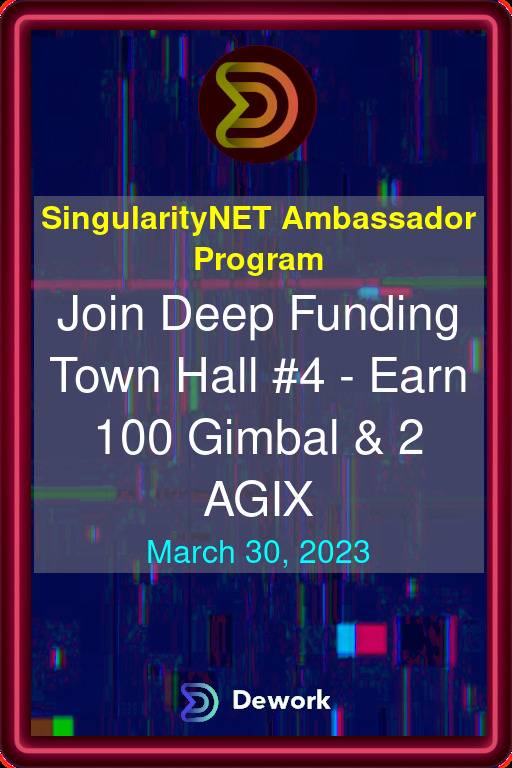 SingularityNET Ambassador
Program
Join Deep Funding
Town Hall #4 - Earn
100 Gimbal & 2
AGIX
March 30, 2023
Dework